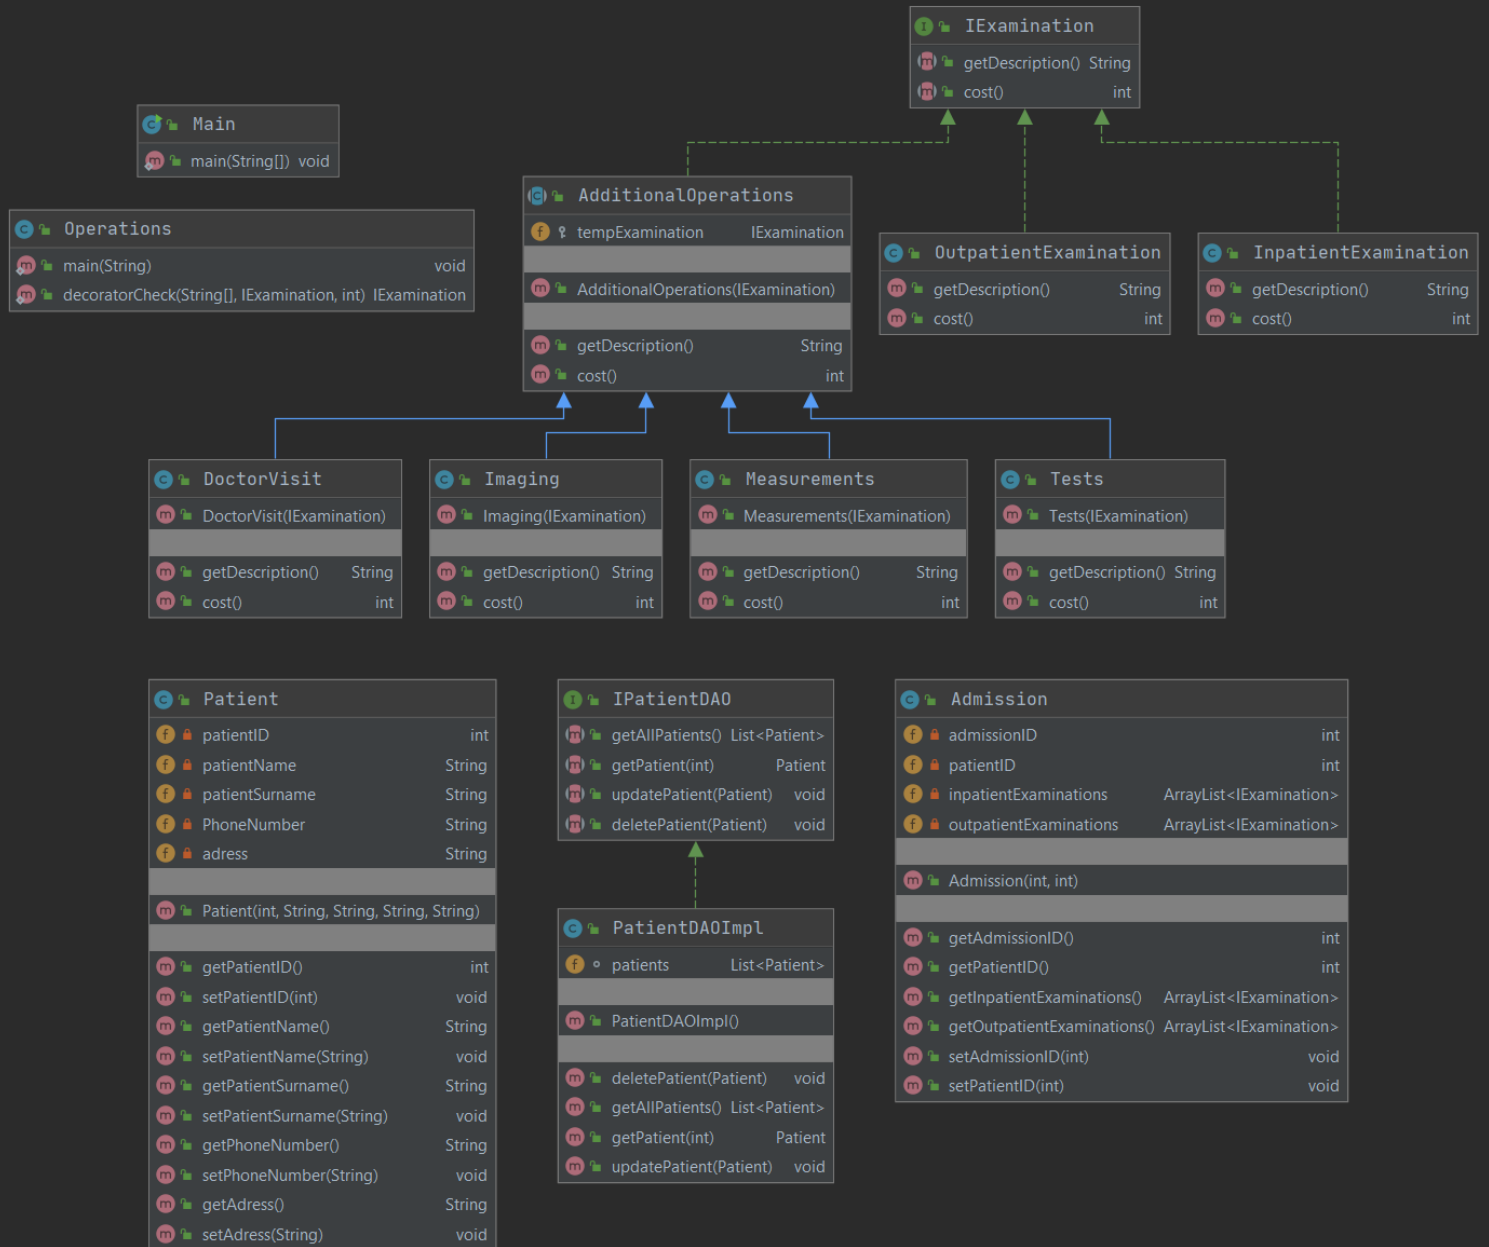 IExamination
getDescription() String
cost() int
Main
main(String[]) void
Operations
main(String) void
decoratorCheck(String[], IExamination, int) IExamination
AdditionalOperations
tempExamination IExamination
AdditionalOperations(IExamination)
getDescription() String
cost() int
OutpatientExamination
getDescription() String
cost() int
InpatientExamination
getDescription() String
cost() int
DoctorVisit
DoctorVisit(IExamination)
getDescription() String
cost() int
Imaging
Imaging(IExamination)
getDescription() String
cost() int
Measurements
Measurements(IExamination)
getDescription() String
cost() int
Tests
Tests(IExamination)
getDescription() String
cost() int
Patient
patientID int
patientName String
patientSurname String
PhoneNumber String
adress String
Patient(int, String, String, String, String)
getPatientID() int
setPatientID(int) void
getPatientName() String
setPatientName(String) void
getPatientSurname() String
setPatientSurname(String) void
getPhoneNumber() String
setPhoneNumber(String) void
getAdress() String
setAdress(String) void
IPatientDAO
getAllPatients() List<Patient>
getPatient(int) Patient
updatePatient(Patient) void
deletePatient(Patient) void
PatientDAOImpl
patients List<Patient>
PatientDAOImpl()
deletePatient(Patient) void
getAllPatients() List<Patient>
getPatient(int) Patient
updatePatient(Patient) void
Admission
admissionID int
patientID int
inpatientExaminations ArrayList<IExamination>
outpatientExaminations ArrayList<IExamination>
Admission(int, int)
getAdmissionID() int
getPatientID() int
getInpatientExaminations() ArrayList<IExamination>
getOutpatientExaminations() ArrayList<IExamination>
setAdmissionID(int) void
setPatientID(int) void